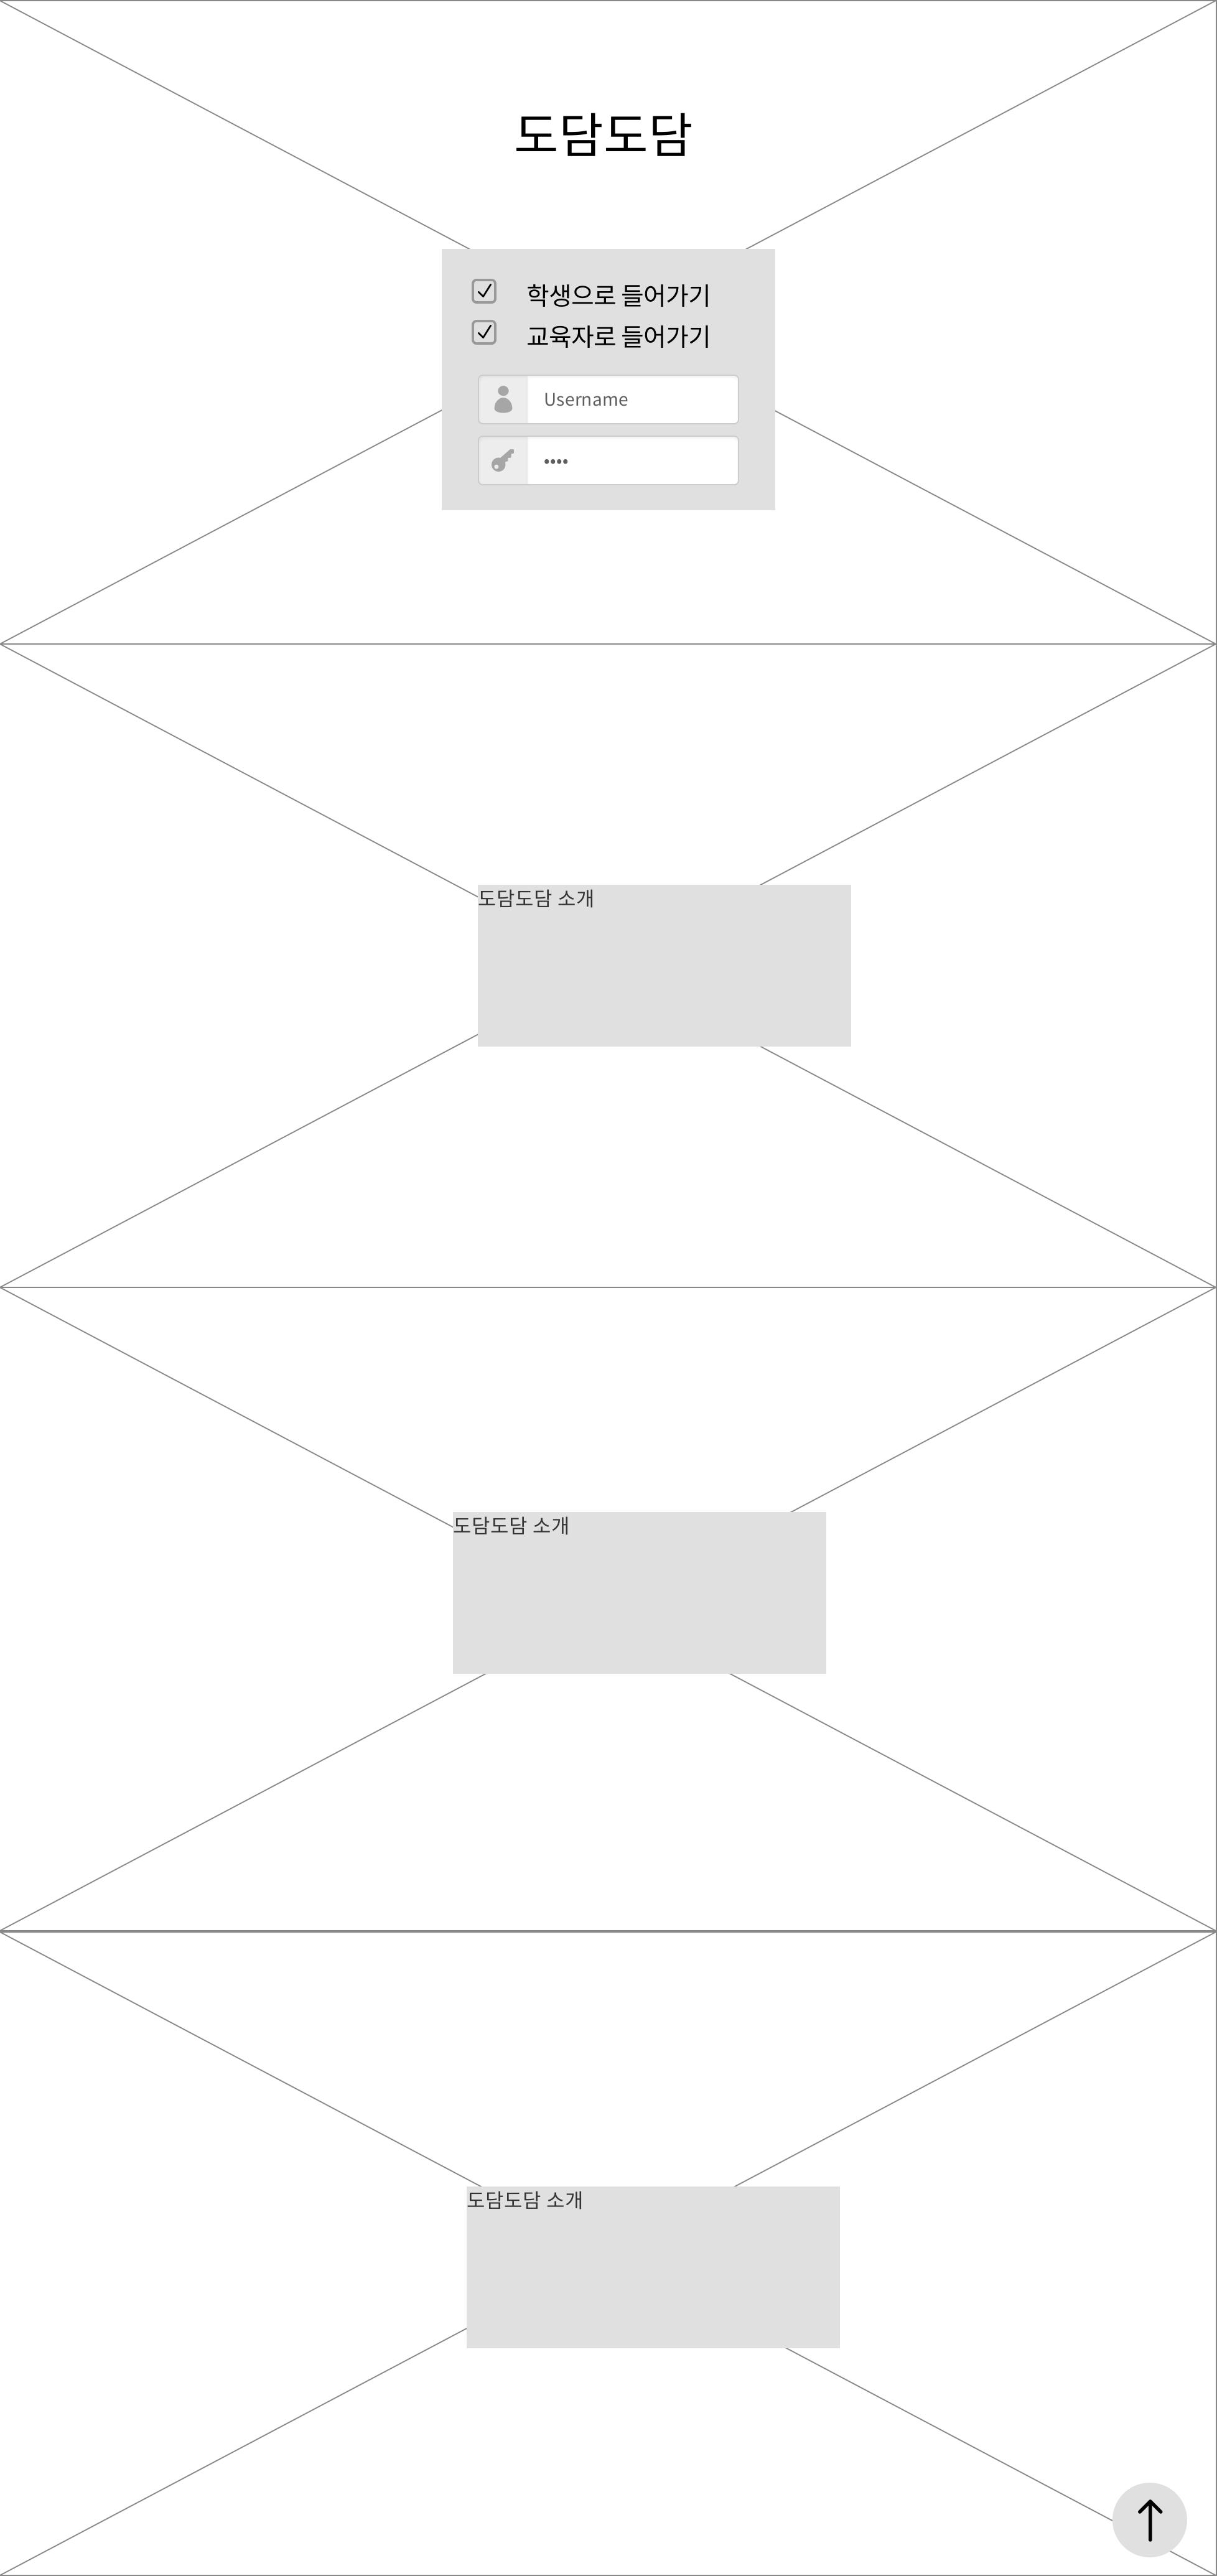 도담도담
학생으로 들어가기
교육자로 들어가기
Username
••••
도담도담 소개
도담도담 소개
도담도담 소개